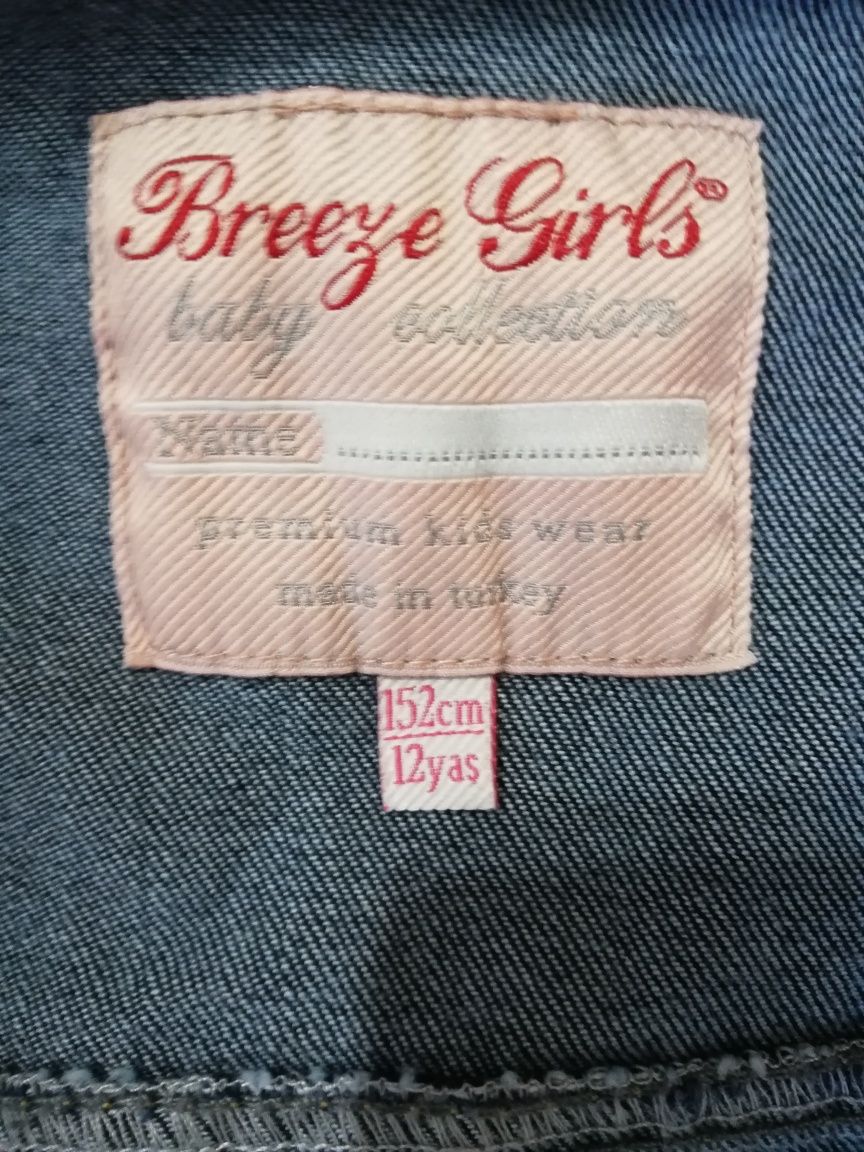 Breeze Girls®
baby collection
Name
premium kids wear
made in turkey
152cm
12yaş